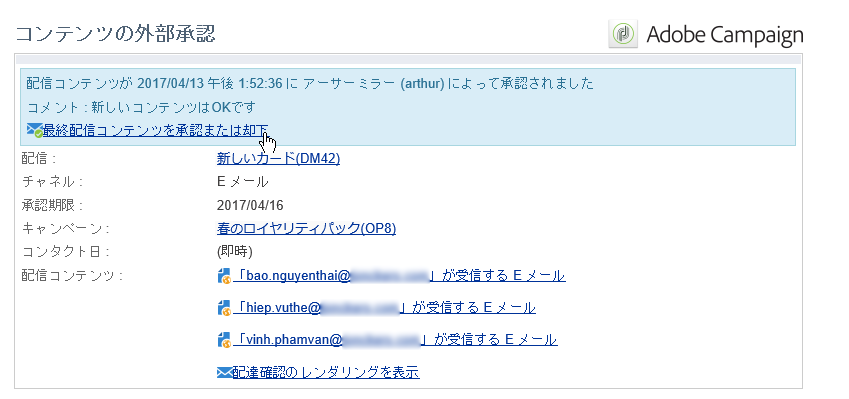 コンテンツの外部承認
Adobe Campaign
配信コンテンツが 2017/04/13 午後 1:52:36 に アーサーミラー (arthur) によって承認されました
コメント : 新しいコンテンツはOKです
最終配信コンテンツを承認または却下
配信 : 新しいカード(DM42)
チャネル : E メール
承認期限 : 2017/04/16
キャンペーン : 春のロイヤリティパック(OP8)
コンタクト日 : (即時)
配信コンテンツ : 「bao.nguyenthai@ 」が受信する E メール
「hiep.vuthe@ 」が受信する E メール
「vinh.phamvan@ 」が受信する E メール
配達確認のレンダリングを表示